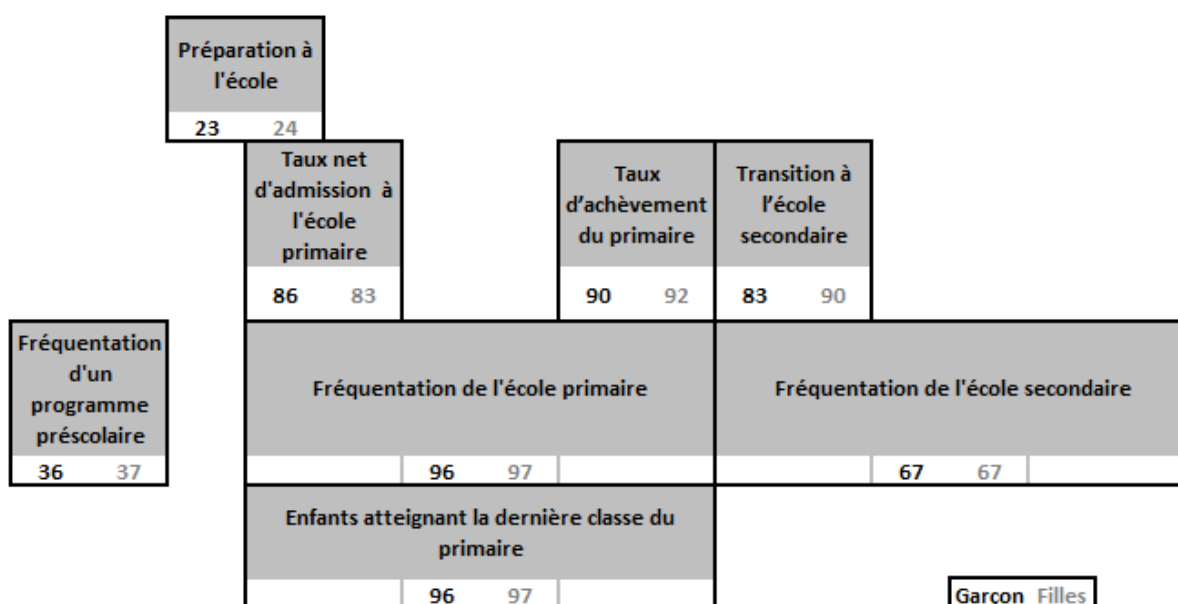 Préparation à
l'école
23 24
Taux net
d'admission à
l'école
primaire
86 83
Taux
d’achèvement
du primaire
90 92
Transition à
l’école
secondaire
83 90
Fréquentation
d'un
programme
préscolaire
36 37
Fréquentation de l'école primaire
96 97
Fréquentation de l'école secondaire
67 67
Enfants atteignant la dernière classe du
primaire
96 97
Garçon Filles